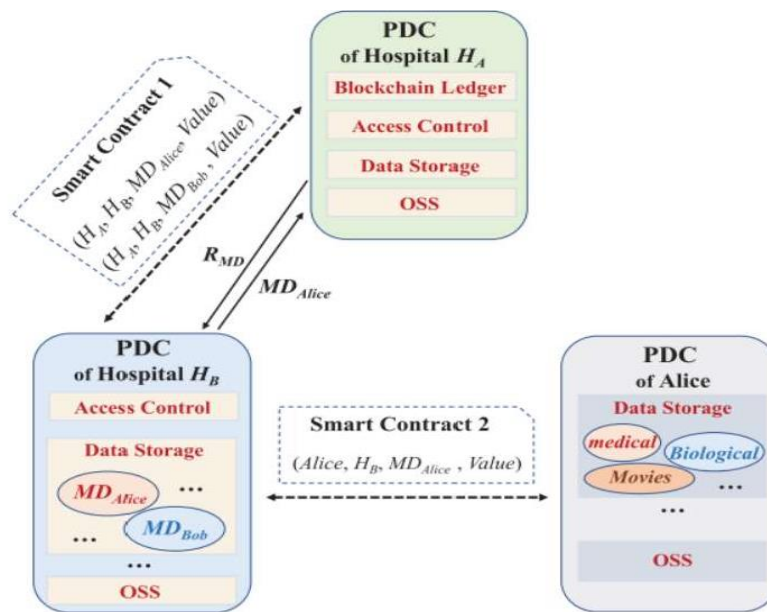 PDC
of Hospital H_A
Blockchain Ledger
Access Control
Data Storage
OSS
Smart Contract 1
(H_A, H_B, MD_Alice, Value)
(H_A, H_B, MD_Bob, Value)
R_MD
MD_Alice
PDC
of Hospital H_B
Access Control
Data Storage
MD_Alice ...
... MD_Bob
...
OSS
Smart Contract 2
(Alice, H_B, MD_Alice, Value)
PDC
of Alice
Data Storage
medical
Biological
Movies ...
...
OSS